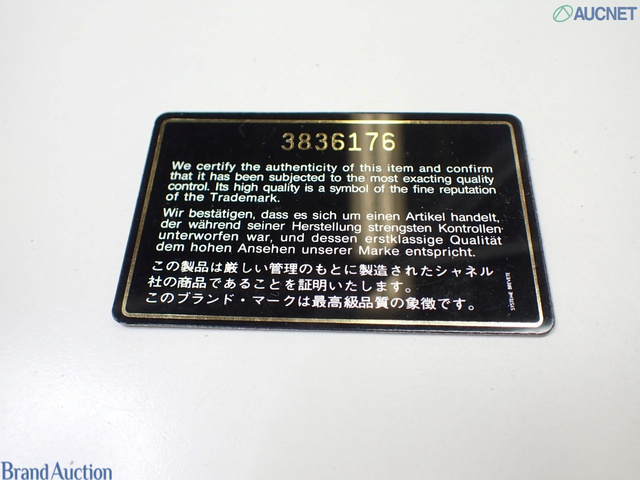 AUCNET
3836176
We certify the authenticity of this item and confirm
that it has been subjected to the most exacting quality
control. Its high quality is a symbol of the fine reputation
of the Trademark.
Wir bestätigen, dass es sich um einen Artikel handelt,
der während seiner Herstellung strengsten Kontrollen
unterworfen war, und dessen erstklassige Qualität
dem hohen Ansehen unserer Marke entspricht.
この製品は厳しい管理のもとに製造されたシャネル
社の商品であることを証明いたします。
このブランド・マークは最高級品質の象徴です。
SYSTEME BREVETE
Brand Auction